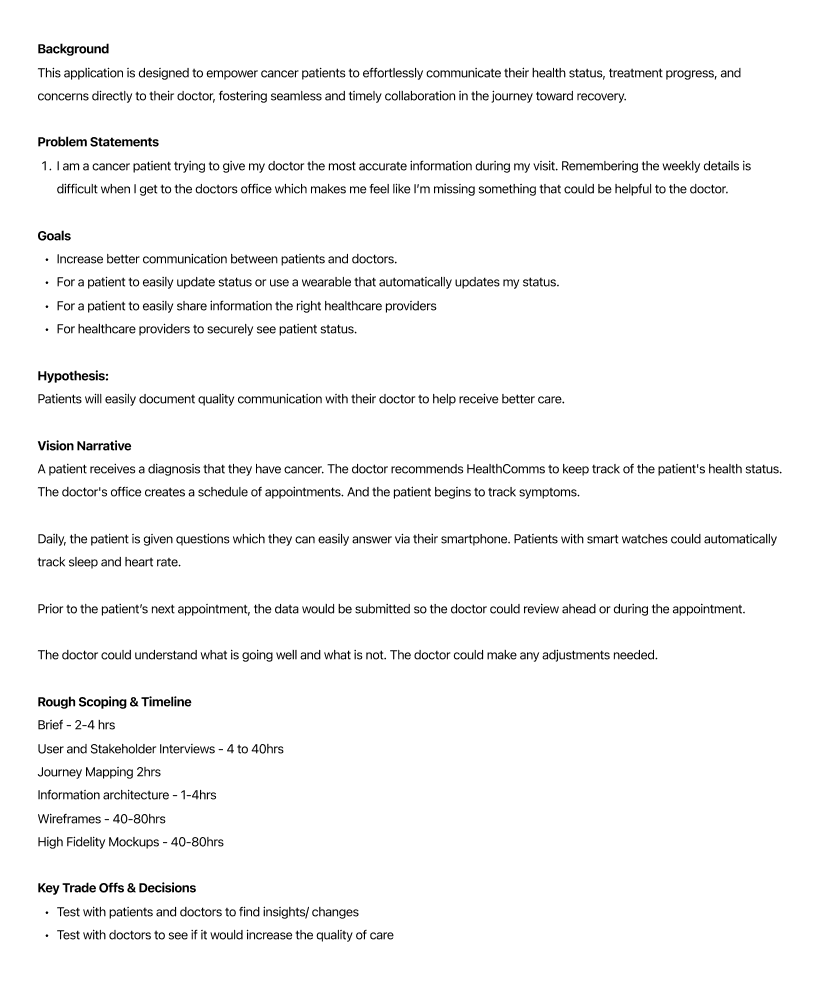 Background
This application is designed to empower cancer patients to effortlessly communicate their health status, treatment progress, and
concerns directly to their doctor, fostering seamless and timely collaboration in the journey toward recovery.
Problem Statements
1. I am a cancer patient trying to give my doctor the most accurate information during my visit. Remembering the weekly details is
difficult when I get to the doctors office which makes me feel like I'm missing something that could be helpful to the doctor.
Goals
• Increase better communication between patients and doctors.
• For a patient to easily update status or use a wearable that automatically updates my status.
• For a patient to easily share information the right healthcare providers
• For healthcare providers to securely see patient status.
Hypothesis:
Patients will easily document quality communication with their doctor to help receive better care.
Vision Narrative
A patient receives a diagnosis that they have cancer. The doctor recommends HealthComms to keep track of the patient's health status.
The doctor's office creates a schedule of appointments. And the patient begins to track symptoms.
Daily, the patient is given questions which they can easily answer via their smartphone. Patients with smart watches could automatically
track sleep and heart rate.
Prior to the patient's next appointment, the data would be submitted so the doctor could review ahead or during the appointment.
The doctor could understand what is going well and what is not. The doctor could make any adjustments needed.
Rough Scoping & Timeline
Brief - 2-4 hrs
User and Stakeholder Interviews - 4 to 40hrs
Journey Mapping 2hrs
Information architecture - 1-4hrs
Wireframes - 40-80hrs
High Fidelity Mockups - 40-80hrs
Key Trade Offs & Decisions
• Test with patients and doctors to find insights/ changes
• Test with doctors to see if it would increase the quality of care